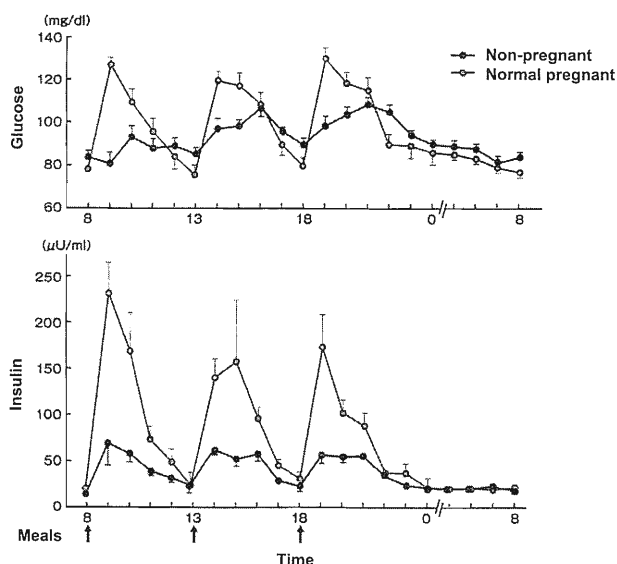 (mg/dl)
140
120
100
80
60
Glucose
Non-pregnant
Normal pregnant
8 13 18 0 8
(μU/ml)
250
200
150
100
50
0
Insulin
8 13 18 0 8
Meals
Time